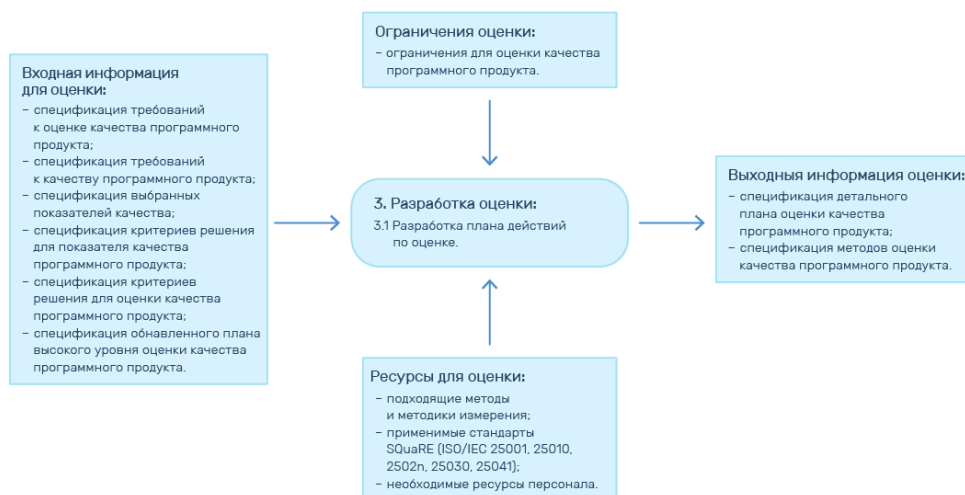 Ограничения оценки:
– ограничения для оценки качества
программного продукта.
Входная информация
для оценки:
– спецификация требований
к оценке качества программного
продукта;
– спецификация требований
к качеству программного продукта;
– спецификация выбранных
показателей качества;
– спецификация критериев решения
для показателя качества
программного продукта;
– спецификация критериев
решения для оценки качества
программного продукта;
– спецификация обнавленного плана
высокого уровня оценки качества
программного продукта.
3. Разработка оценки:
3.1 Разработка плана действий
по оценке.
Выходныя информация оценки:
– спецификация детального
плана оценки качества
программного продукта;
– спецификация методов оценки
качества программного продукта.
Ресурсы для оценки:
– подходящие методы
и методики измерения;
– применимые стандарты
SQuaRE (ISO/IEC 25001, 25010,
2502n, 25030, 25041);
– необходимые ресурсы персонала.